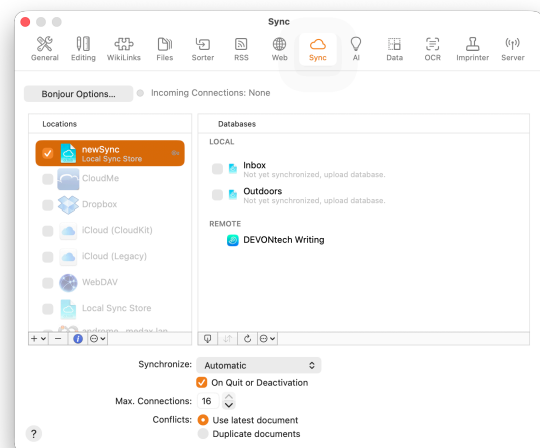 Sync
General Editing WikiLinks Files Sorter RSS Web Sync AI Data OCR Imprinter Server
Bonjour Options... Incoming Connections: None
Locations
newSync
Local Sync Store
CloudMe
Dropbox
iCloud (CloudKit)
iCloud (Legacy)
WebDAV
Local Sync Store
Databases
LOCAL
Inbox
Not yet synchronized, upload database.
Outdoors
Not yet synchronized, upload database.
REMOTE
DEVONtech Writing
Synchronize: Automatic
On Quit or Deactivation
Max. Connections: 16
Conflicts: Use latest document
Duplicate documents
?